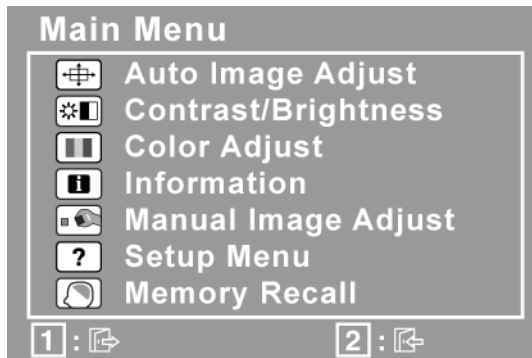 Main Menu
Auto Image Adjust
Contrast/Brightness
Color Adjust
i Information
Manual Image Adjust
? Setup Menu
Memory Recall
1 : 2 :